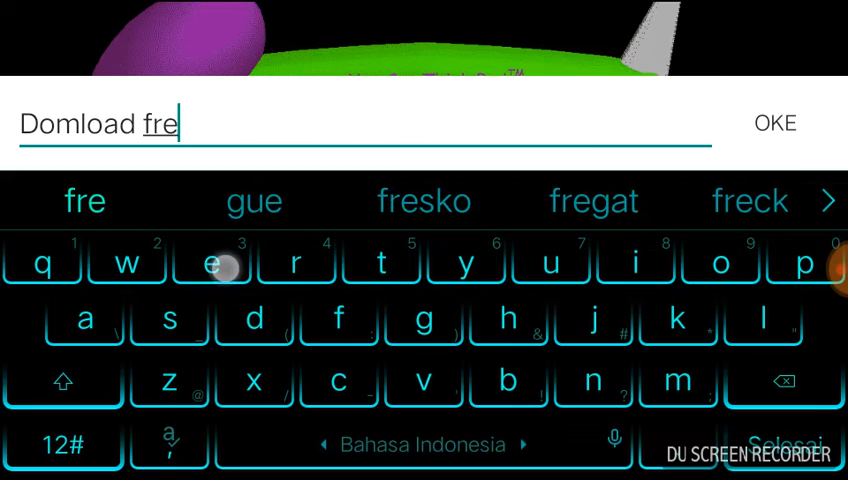 Domload fre
OKE
fre gue fresko fregat freck >
q 1 w 2 e 3 r 4 t 5 y 6 u 7 i 8 o 9 p 0
a \ s _ d ( f : g ) h & j # k * l "
z @ x / c - v ' b ! n ? m ;
12# , Bahasa Indonesia Selesai
DU SCREEN RECORDER